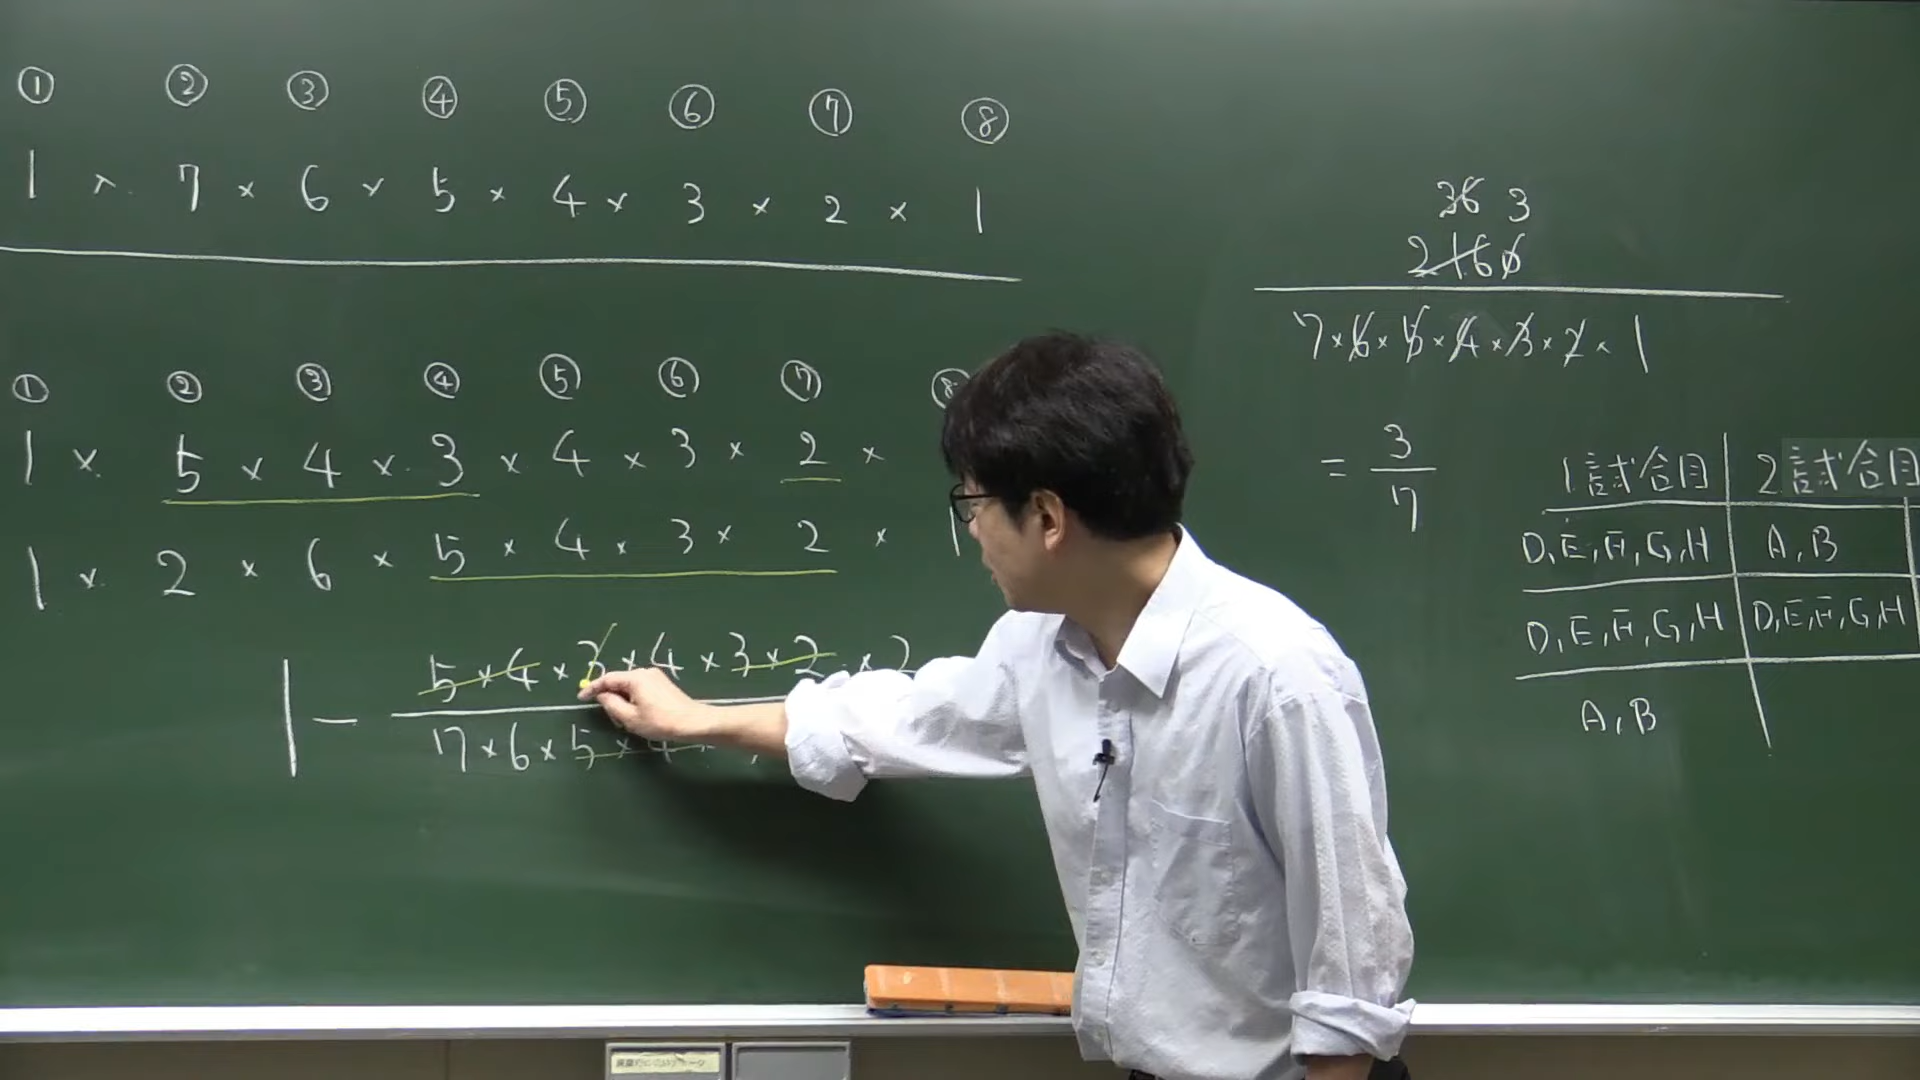 ① ② ③ ④ ⑤ ⑥ ⑦ ⑧
1 × 7 × 6 × 5 × 4 × 3 × 2 × 1
① ② ③ ④ ⑤ ⑥ ⑦ ⑧
1 × 5 × 4 × 3 × 4 × 3 × 2 ×
1 × 2 × 6 × 5 × 4 × 3 × 2 × 1
5 × 4 × 3 × 4 × 3 × 2 × 2
1 −
7 × 6 × 5 × 4
36 3
2160
7 × 6 × 5 × 4 × 3 × 2 × 1
= 3
7
1試合目 2試合目
D, E, F, G, H A, B
D, E, F, G, H D, E, F, G, H
A, B